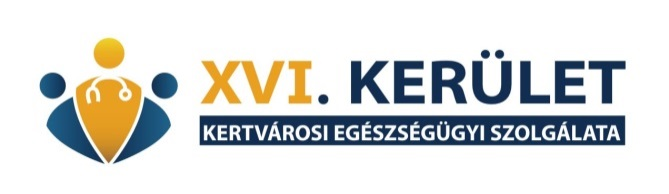 XVI. KERÜLET
KERTVÁROSI EGÉSZSÉGÜGYI SZOLGÁLATA